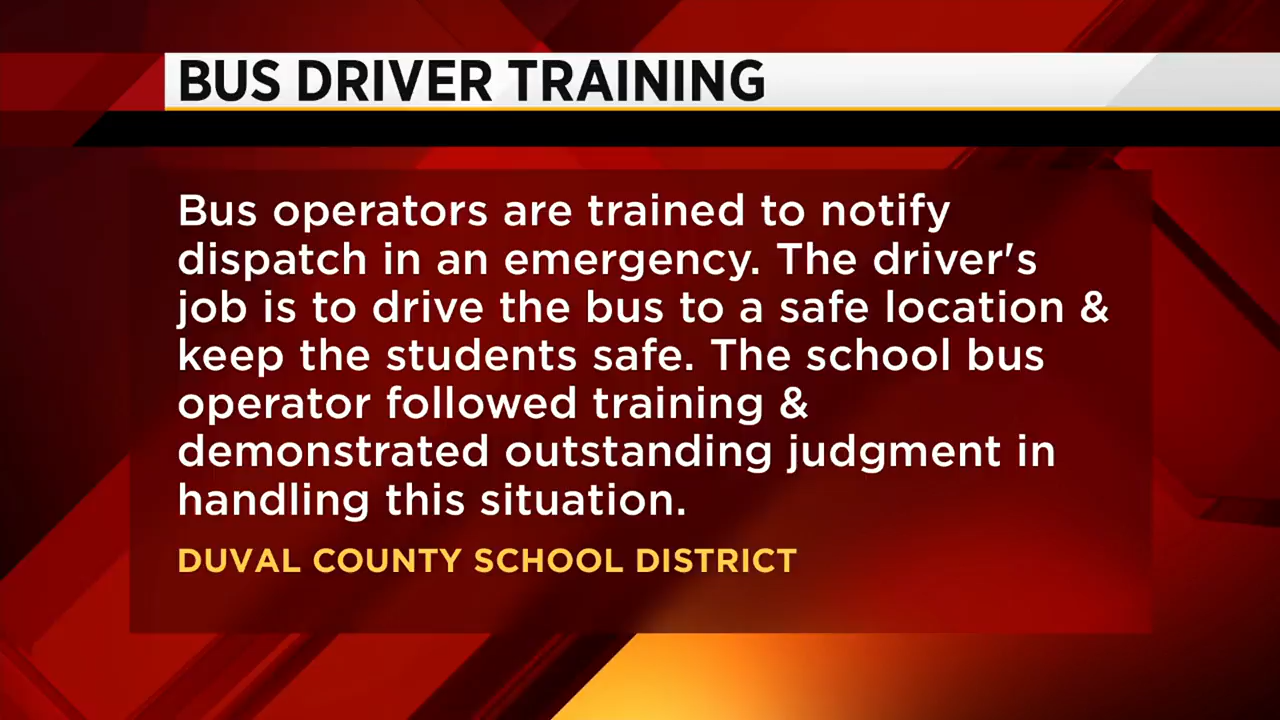 BUS DRIVER TRAINING
Bus operators are trained to notify
dispatch in an emergency. The driver's
job is to drive the bus to a safe location &
keep the students safe. The school bus
operator followed training &
demonstrated outstanding judgment in
handling this situation.
DUVAL COUNTY SCHOOL DISTRICT